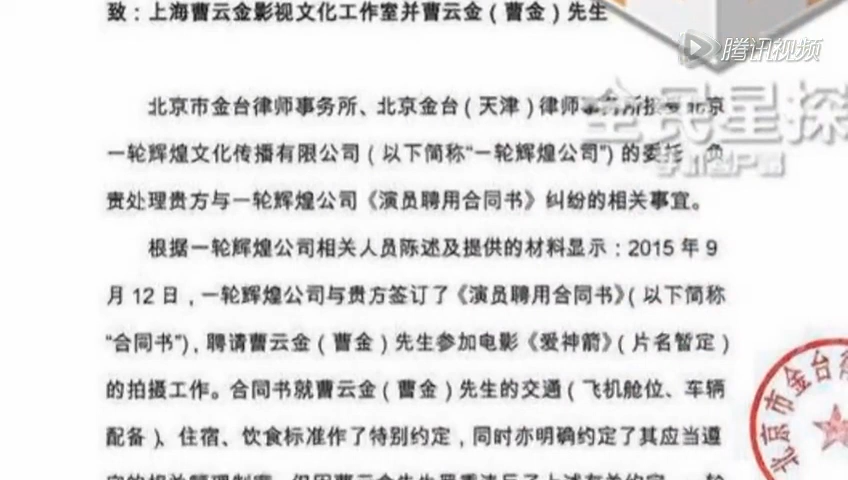 致：上海曹云金影视文化工作室并曹云金（曹金）先生
腾讯视频
北京市金台律师事务所、北京金台（天津）律师事务所接受北京
全民星探
一轮辉煌文化传播有限公司（以下简称“一轮辉煌公司”）的委托，负
责处理贵方与一轮辉煌公司《演员聘用合同书》纠纷的相关事宜。
根据一轮辉煌公司相关人员陈述及提供的材料显示：2015年9
月12日，一轮辉煌公司与贵方签订了《演员聘用合同书》（以下简称
“合同书”），聘请曹云金（曹金）先生参加电影《爱神箭》（片名暂定）
的拍摄工作。合同书就曹云金（曹金）先生的交通（飞机舱位、车辆
配备）、住宿、饮食标准作了特别约定，同时亦明确约定了其应当遵
北京市金台律